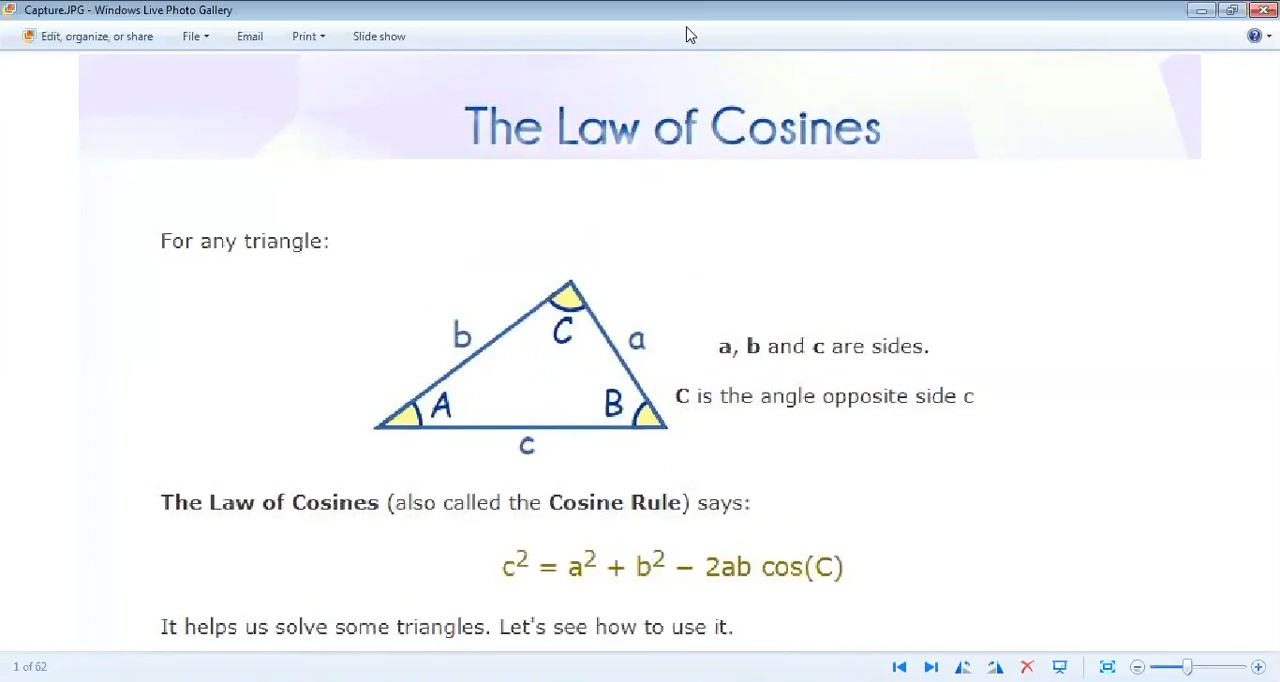 Capture.JPG - Windows Live Photo Gallery
Edit, organize, or share File Email Print Slide show
The Law of Cosines
For any triangle:
b C a
a, b and c are sides.
A B
C is the angle opposite side c
c
The Law of Cosines (also called the Cosine Rule) says:
c² = a² + b² − 2ab cos(C)
It helps us solve some triangles. Let's see how to use it.
1 of 62